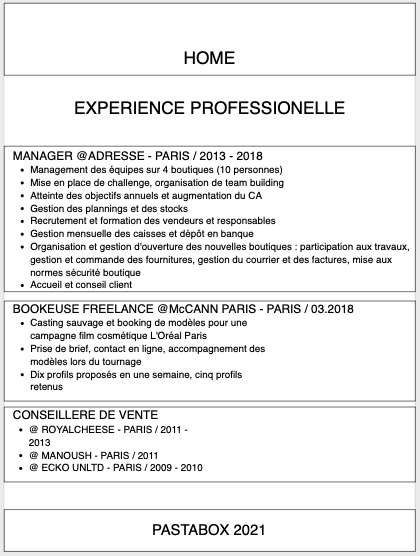 HOME
EXPERIENCE PROFESSIONELLE
MANAGER @ADRESSE - PARIS / 2013 - 2018
• Management des équipes sur 4 boutiques (10 personnes)
• Mise en place de challenge, organisation de team building
• Atteinte des objectifs annuels et augmentation du CA
• Gestion des plannings et des stocks
• Recrutement et formation des vendeurs et responsables
• Gestion mensuelle des caisses et dépôt en banque
• Organisation et gestion d'ouverture des nouvelles boutiques : participation aux travaux,
gestion et commande des fournitures, gestion du courrier et des factures, mise aux
normes sécurité boutique
• Accueil et conseil client
BOOKEUSE FREELANCE @McCANN PARIS - PARIS / 03.2018
• Casting sauvage et booking de modèles pour une
campagne film cosmétique L'Oréal Paris
• Prise de brief, contact en ligne, accompagnement des
modèles lors du tournage
• Dix profils proposés en une semaine, cinq profils
retenus
CONSEILLERE DE VENTE
• @ ROYALCHEESE - PARIS / 2011 -
2013
• @ MANOUSH - PARIS / 2011
• @ ECKO UNLTD - PARIS / 2009 - 2010
PASTABOX 2021